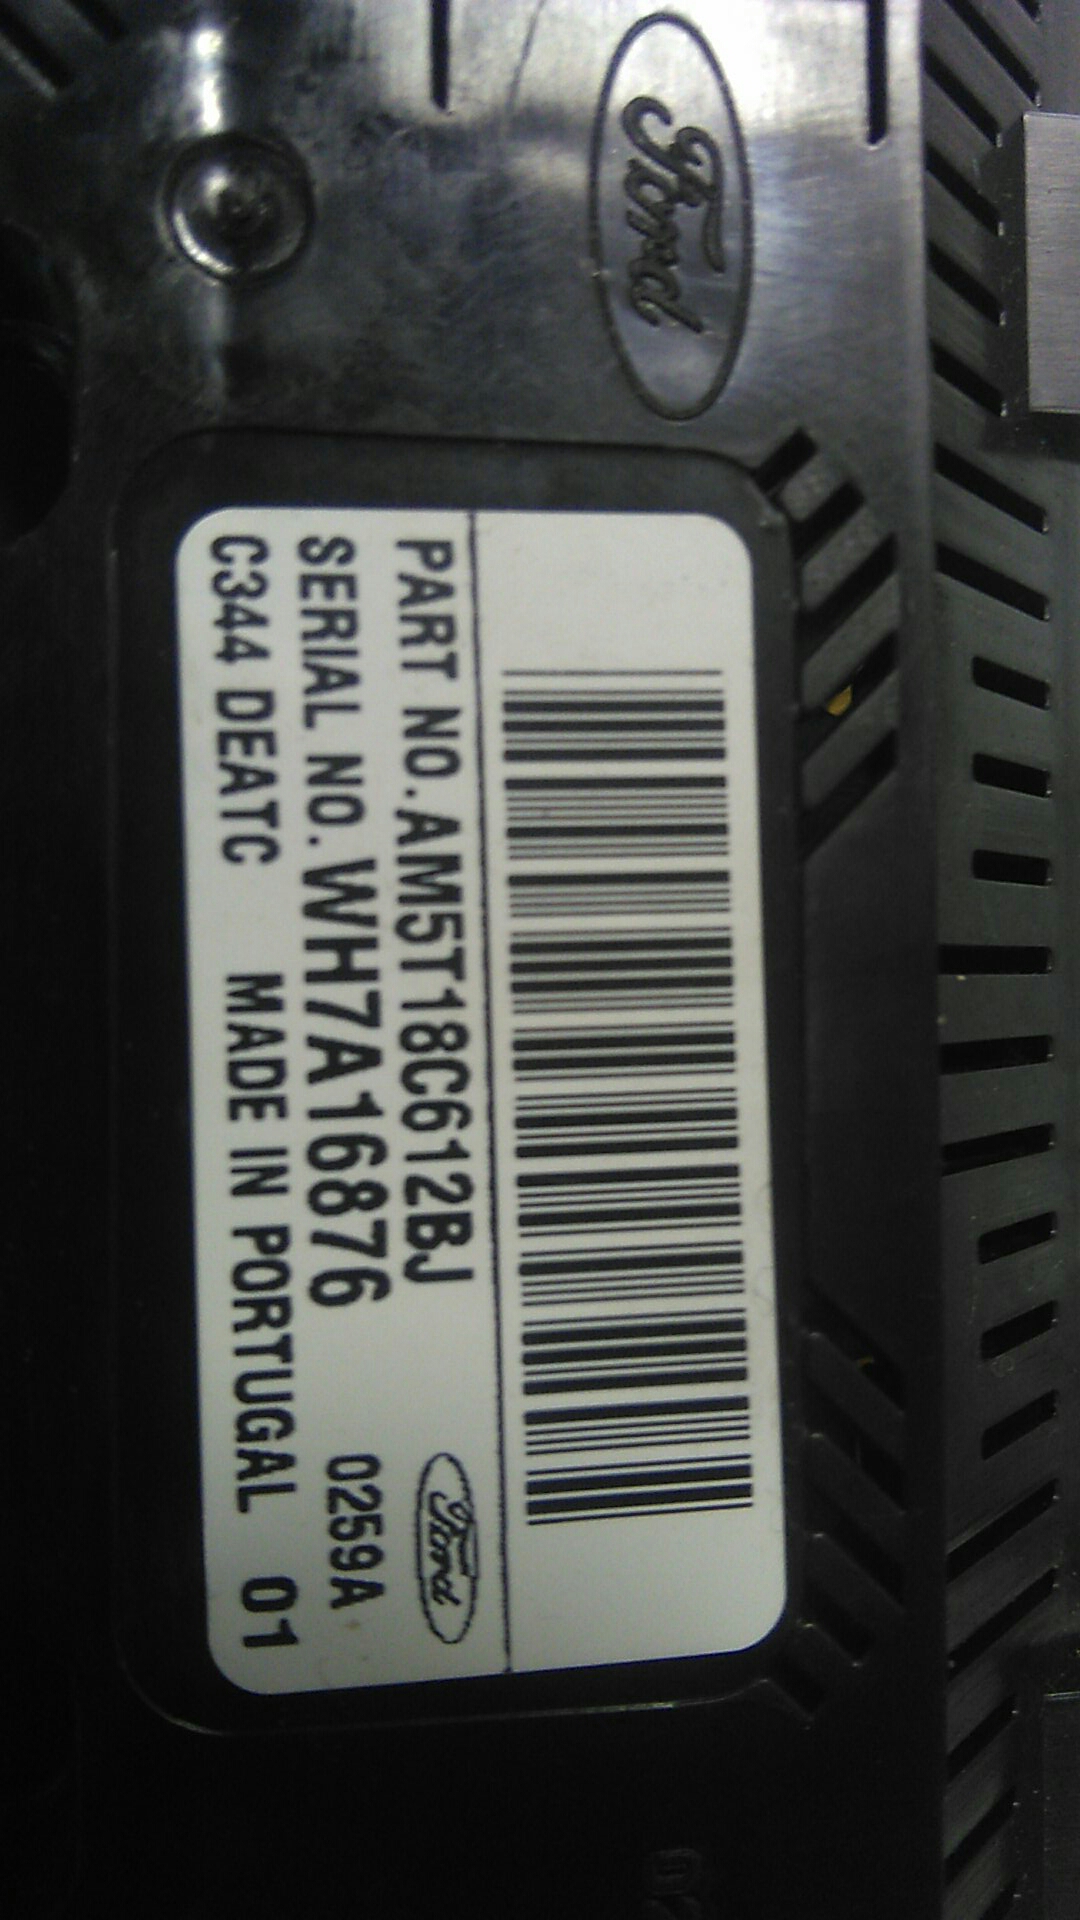 Ford
PART NO. AM5T18C612BJ
Ford
SERIAL NO. WH7A16876 0259A
C344 DEATC MADE IN PORTUGAL 01